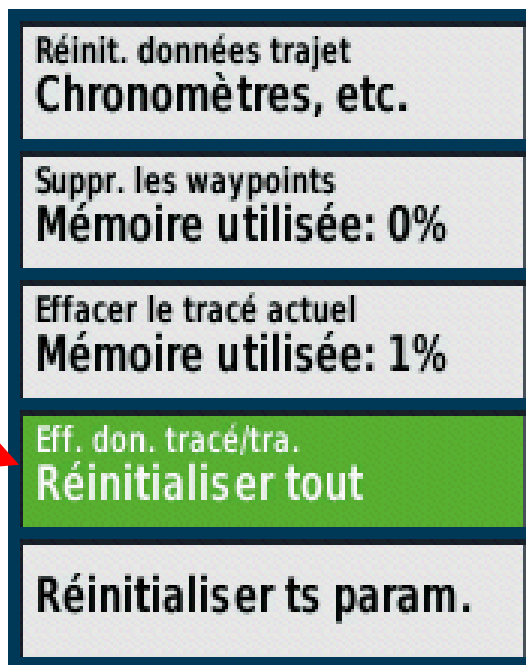 Réinit. données trajet
Chronomètres, etc.
Suppr. les waypoints
Mémoire utilisée: 0%
Effacer le tracé actuel
Mémoire utilisée: 1%
Eff. don. tracé/tra.
Réinitialiser tout
Réinitialiser ts param.